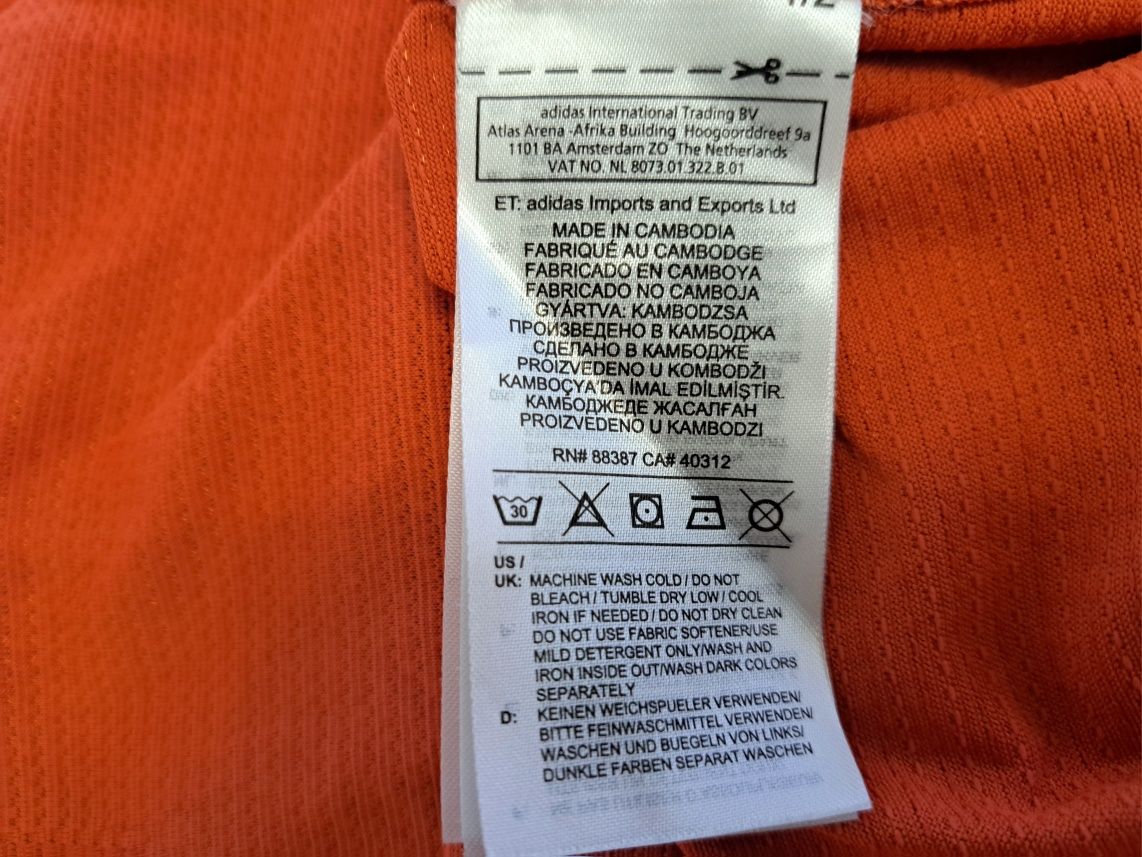 1/2
adidas International Trading BV
Atlas Arena -Afrika Building Hoogoorddreef 9a
1101 BA Amsterdam ZO The Netherlands
VAT NO. NL 8073.01.322.B.01
ET: adidas Imports and Exports Ltd
MADE IN CAMBODIA
FABRIQUÉ AU CAMBODGE
FABRICADO EN CAMBOYA
FABRICADO NO CAMBOJA
GYÁRTVA: KAMBODZSA
ПРОИЗВЕДЕНО В КАМБОДЖА
СДЕЛАНО В КАМБОДЖЕ
PROIZVEDENO U KOMBODŽI
KAMBOÇYA'DA İMAL EDİLMİŞTİR.
КАМБОДЖЕДЕ ЖАСАЛҒАН
PROIZVEDENO U KAMBODZI
RN# 88387 CA# 40312
30
US /
UK: MACHINE WASH COLD / DO NOT
BLEACH / TUMBLE DRY LOW / COOL
IRON IF NEEDED / DO NOT DRY CLEAN
DO NOT USE FABRIC SOFTENER/USE
MILD DETERGENT ONLY/WASH AND
IRON INSIDE OUT/WASH DARK COLORS
SEPARATELY
D: KEINEN WEICHSPUELER VERWENDEN/
BITTE FEINWASCHMITTEL VERWENDEN/
WASCHEN UND BUEGELN VON LINKS/
DUNKLE FARBEN SEPARAT WASCHEN